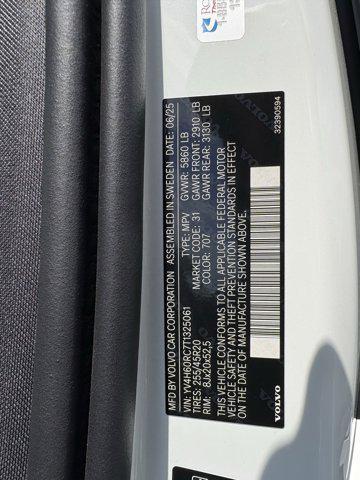 MFD BY VOLVO CAR CORPORATION ASSEMBLED IN SWEDEN DATE: 06/25
VIN: YV4H60RC7T1325061 TYPE: MPV GVWR: 5860 LB
TIRES: 255/45R20 MARKET CODE: 31 GAWR FRONT: 2910 LB
RIM: 8Jx20x52,5 COLOR: 707 GAWR REAR: 3130 LB
THIS VEHICLE CONFORMS TO ALL APPLICABLE FEDERAL MOTOR
VEHICLE SAFETY AND THEFT PREVENTION STANDARDS IN EFFECT
ON THE DATE OF MANUFACTURE SHOWN ABOVE.
VOLVO
32390594
VOLVO